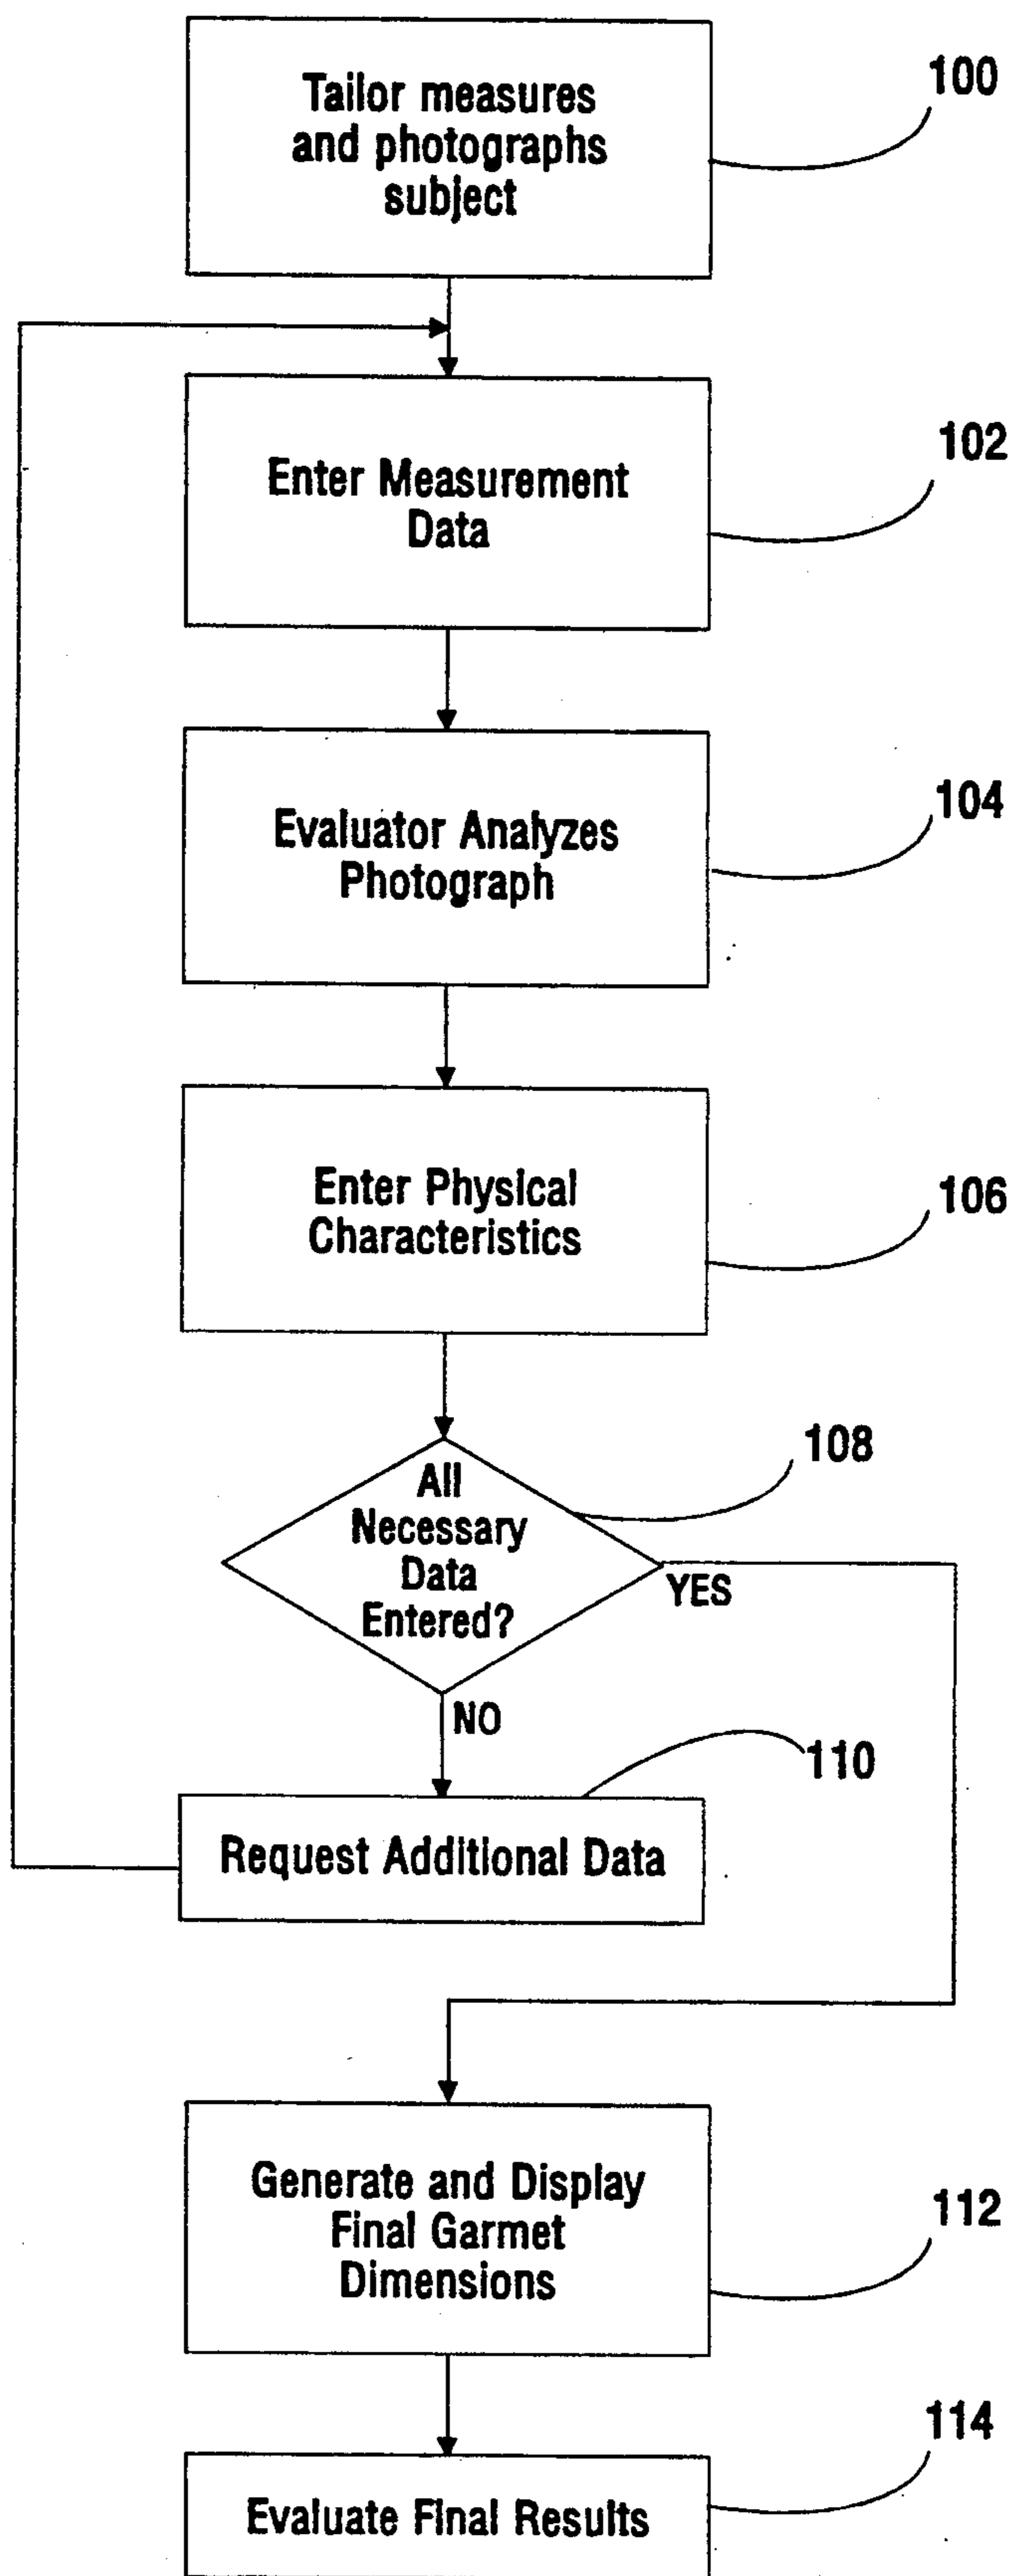 Tailor measures
and photographs
subject
100
Enter Measurement
Data
102
Evaluator Analyzes
Photograph
104
Enter Physical
Characteristics
106
All
Necessary
Data
Entered?
108
YES
NO
110
Request Additional Data
Generate and Display
Final Garmet
Dimensions
112
Evaluate Final Results
114